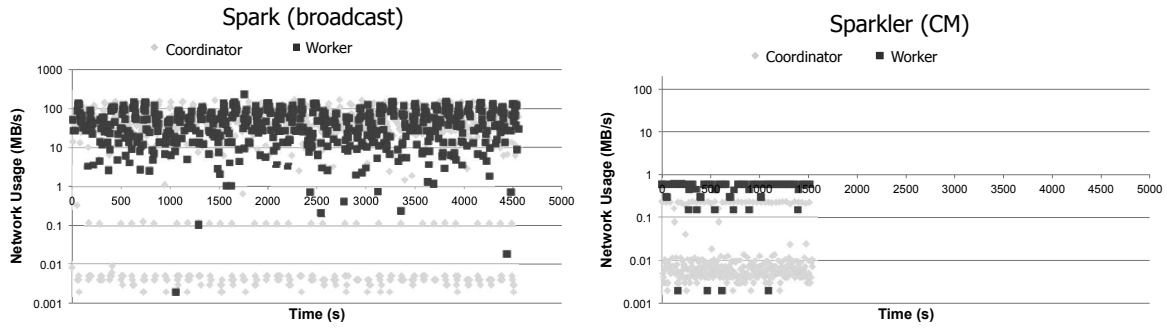 Spark (broadcast)
Coordinator Worker
1000
100
10
1
0.1
0.01
0.001
0 500 1000 1500 2000 2500 3000 3500 4000 4500 5000
Network Usage (MB/s)
Time (s)
Sparkler (CM)
Coordinator Worker
100
10
1
0.1
0.01
0.001
0 500 1000 1500 2000 2500 3000 3500 4000 4500 5000
Network Usage (MB/s)
Time (s)